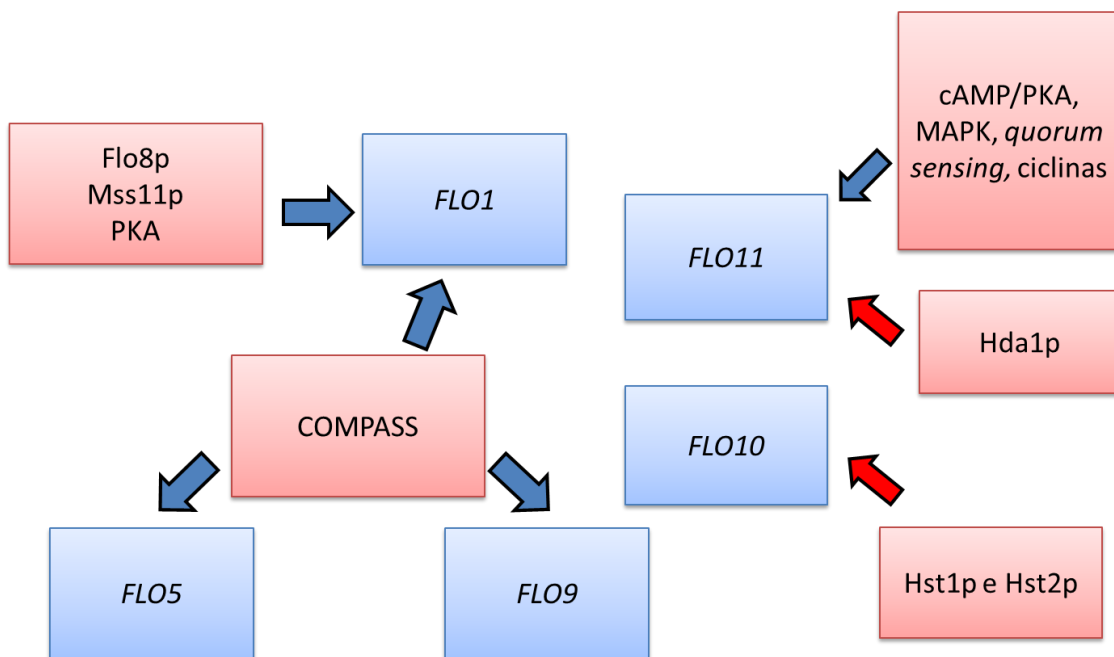 Flo8p
Mss11p
PKA
FLO1
cAMP/PKA,
MAPK, quorum
sensing, ciclinas
FLO11
Hda1p
COMPASS
FLO10
FLO5
FLO9
Hst1p e Hst2p